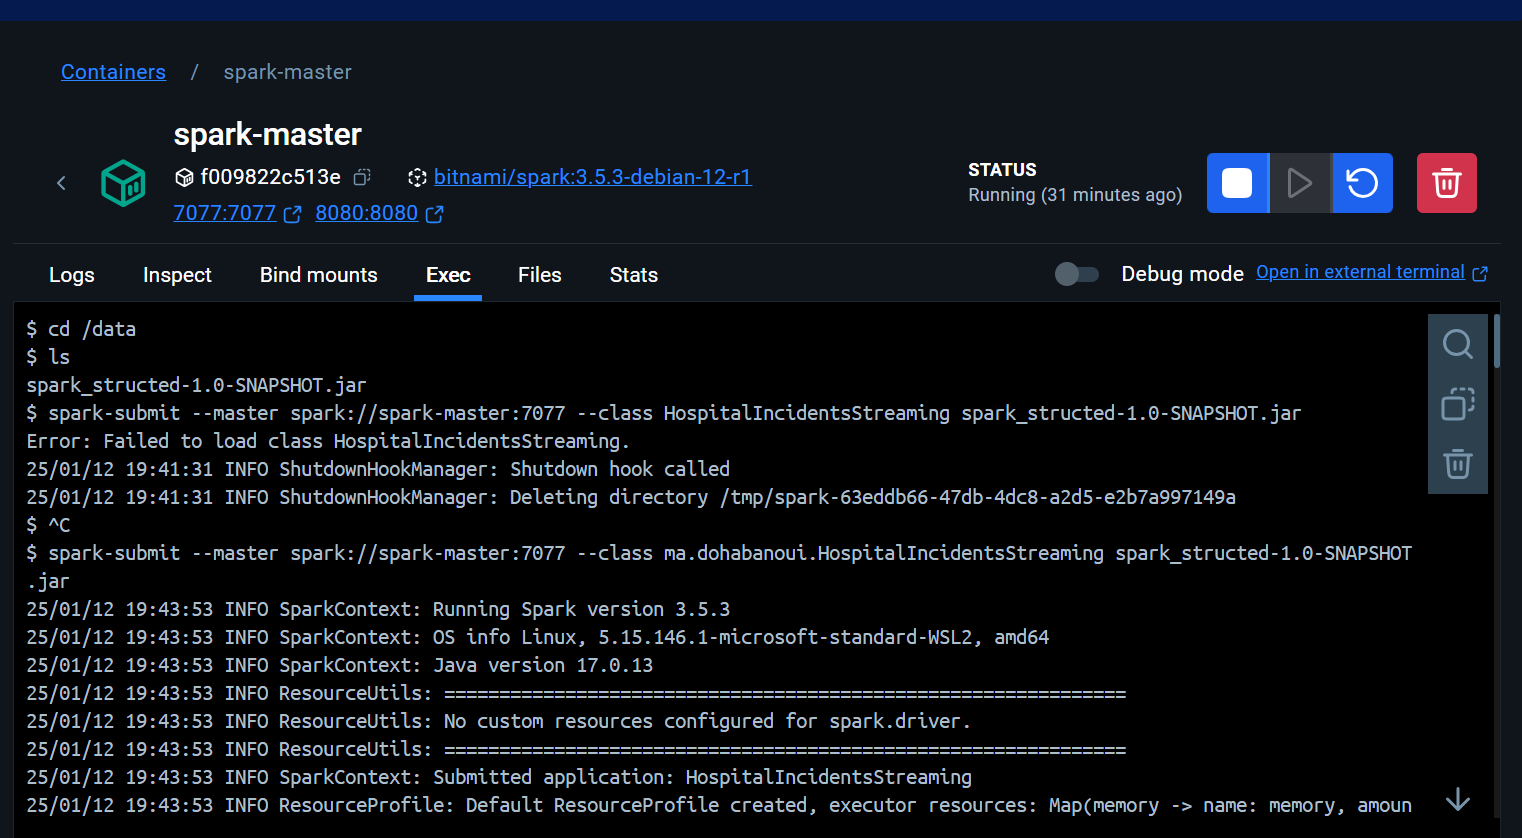 Containers / spark-master
spark-master
f009822c513e bitnami/spark:3.5.3-debian-12-r1
7077:7077 8080:8080
STATUS
Running (31 minutes ago)
Logs Inspect Bind mounts Exec Files Stats Debug mode Open in external terminal
$ cd /data
$ ls
spark_structed-1.0-SNAPSHOT.jar
$ spark-submit --master spark://spark-master:7077 --class HospitalIncidentsStreaming spark_structed-1.0-SNAPSHOT.jar
Error: Failed to load class HospitalIncidentsStreaming.
25/01/12 19:41:31 INFO ShutdownHookManager: Shutdown hook called
25/01/12 19:41:31 INFO ShutdownHookManager: Deleting directory /tmp/spark-63eddb66-47db-4dc8-a2d5-e2b7a997149a
$ ^C
$ spark-submit --master spark://spark-master:7077 --class ma.dohabanoui.HospitalIncidentsStreaming spark_structed-1.0-SNAPSHOT
.jar
25/01/12 19:43:53 INFO SparkContext: Running Spark version 3.5.3
25/01/12 19:43:53 INFO SparkContext: OS info Linux, 5.15.146.1-microsoft-standard-WSL2, amd64
25/01/12 19:43:53 INFO SparkContext: Java version 17.0.13
25/01/12 19:43:53 INFO ResourceUtils: ==============================================================
25/01/12 19:43:53 INFO ResourceUtils: No custom resources configured for spark.driver.
25/01/12 19:43:53 INFO ResourceUtils: ==============================================================
25/01/12 19:43:53 INFO SparkContext: Submitted application: HospitalIncidentsStreaming
25/01/12 19:43:53 INFO ResourceProfile: Default ResourceProfile created, executor resources: Map(memory -> name: memory, amoun